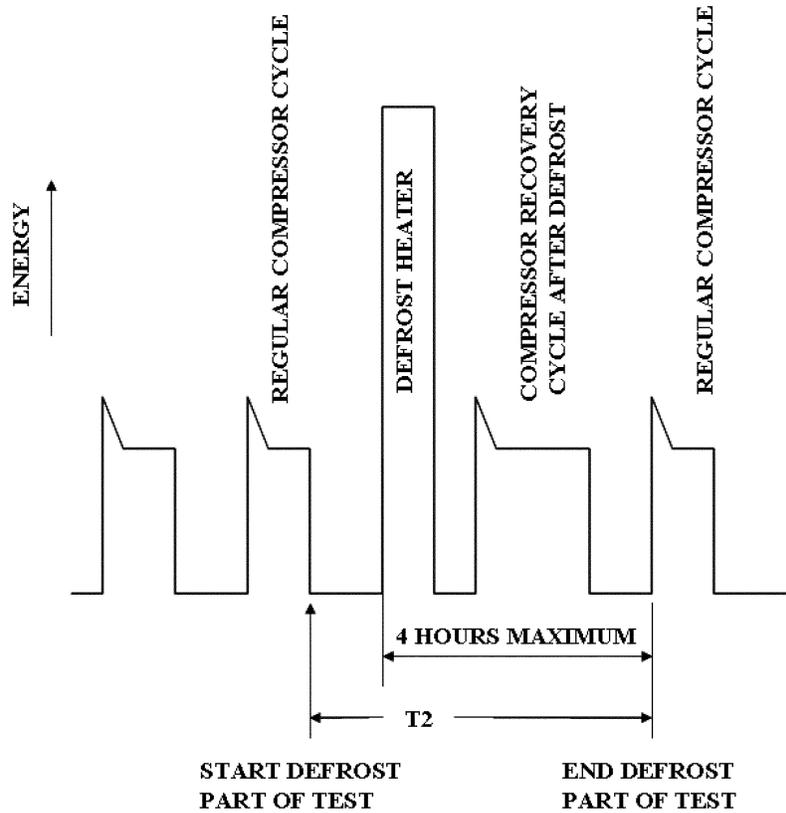 ENERGY
REGULAR COMPRESSOR CYCLE
DEFROST HEATER
COMPRESSOR RECOVERY
CYCLE AFTER DEFROST
REGULAR COMPRESSOR CYCLE
4 HOURS MAXIMUM
T2
START DEFROST
PART OF TEST
END DEFROST
PART OF TEST